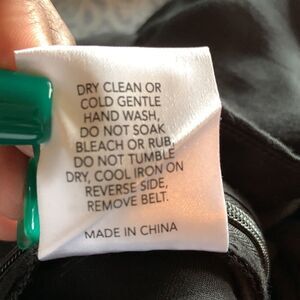 DRY CLEAN OR
COLD GENTLE
HAND WASH,
DO NOT SOAK
BLEACH OR RUB,
DO NOT TUMBLE
DRY, COOL IRON ON
REVERSE SIDE,
REMOVE BELT.
MADE IN CHINA